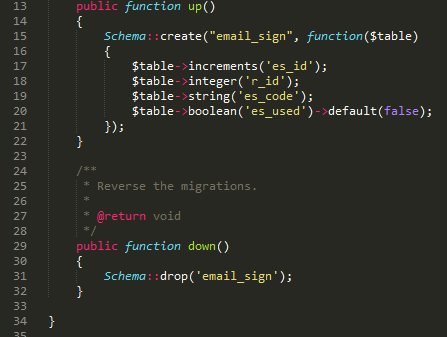 13 public function up()
14 {
15 Schema::create("email_sign", function($table)
16 {
17 $table->increments('es_id');
18 $table->integer('r_id');
19 $table->string('es_code');
20 $table->boolean('es_used')->default(false);
21 });
22 }
23
24 /**
25 * Reverse the migrations.
26 *
27 * @return void
28 */
29 public function down()
30 {
31 Schema::drop('email_sign');
32 }
33
34 }
35